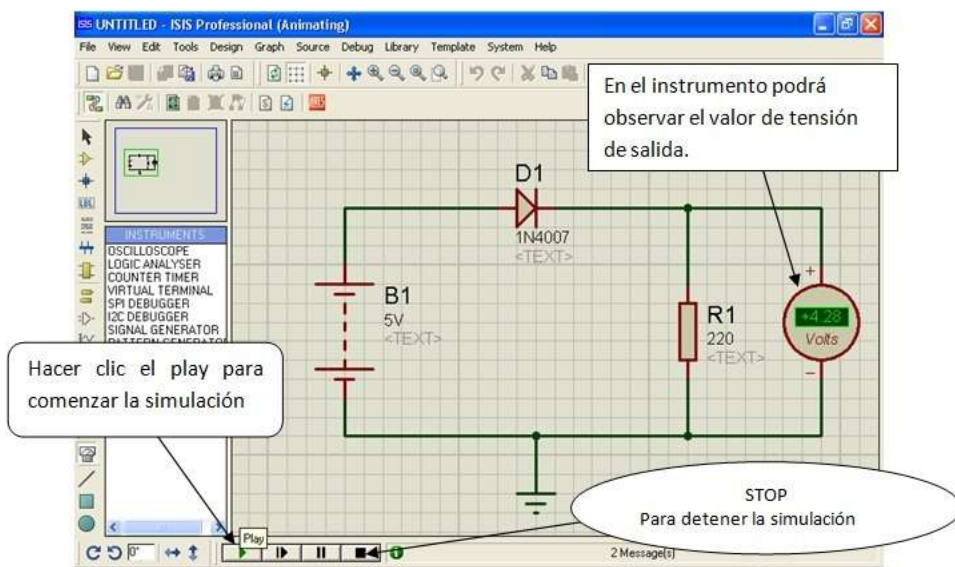 UNTITLED - ISIS Professional (Animating)
File View Edit Tools Design Graph Source Debug Library Template System Help
En el instrumento podrá
observar el valor de tensión
de salida.
INSTRUMENTS
OSCILLOSCOPE
LOGIC ANALYSER
COUNTER TIMER
VIRTUAL TERMINAL
SPI DEBUGGER
I2C DEBUGGER
SIGNAL GENERATOR
PATTERN GENERATOR
D1
1N4007
<TEXT>
B1
5V
<TEXT>
R1
220
<TEXT>
+
+4.28
Volts
−
Hacer clic el play para
comenzar la simulación
STOP
Para detener la simulación
Play
0°
2 Message(s)